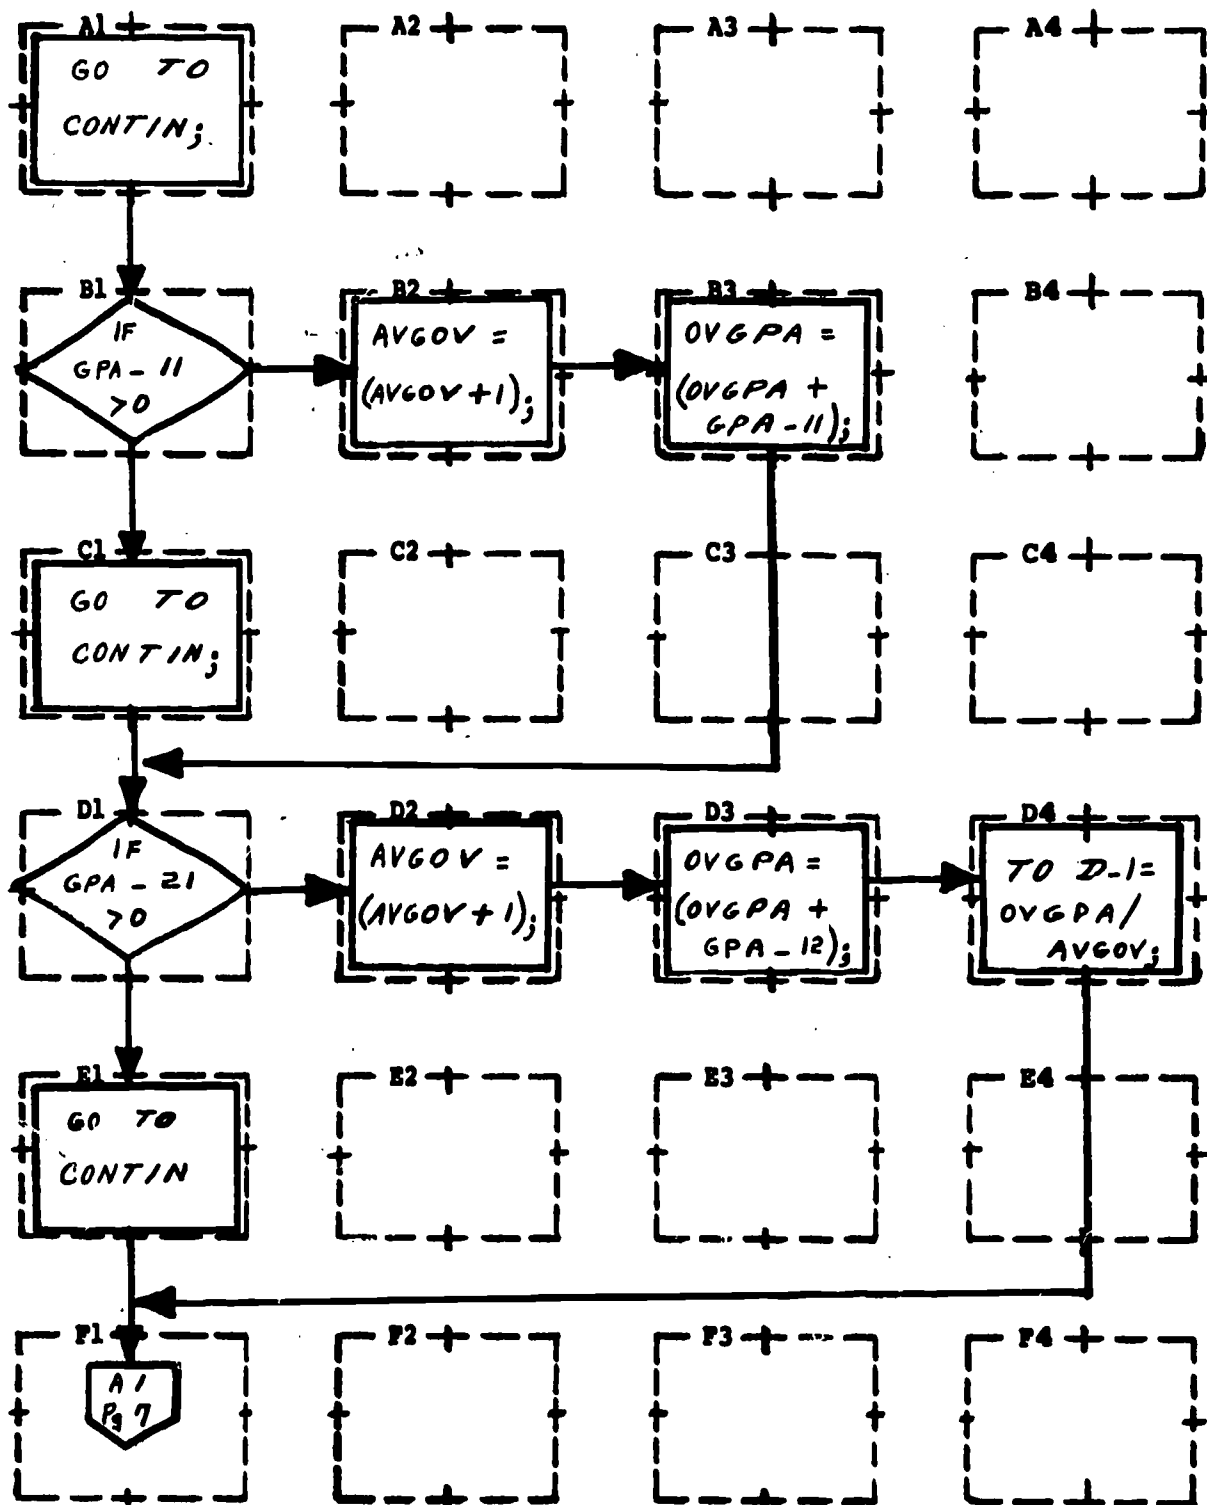 A1
GO TO
CONTIN;
A2
A3
A4
B1
IF
GPA-11
>0
B2
AVGOV =
(AVGOV+1);
B3
OVGPA =
(OVGPA +
GPA-11);
B4
C1
GO TO
CONTIN;
C2
C3
C4
D1
IF
GPA-21
>0
D2
AVGOV =
(AVGOV+1);
D3
OVGPA =
(OVGPA +
GPA-12);
D4
TO D-1=
OVGPA/
AVGOV;
E1
GO TO
CONTIN
E2
E3
E4
F1
A1
Pg 7
F2
F3
F4